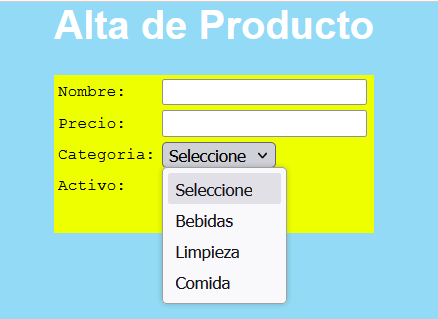 Alta de Producto
Nombre:
Precio:
Categoria: Seleccione
Activo:
Seleccione
Bebidas
Limpieza
Comida